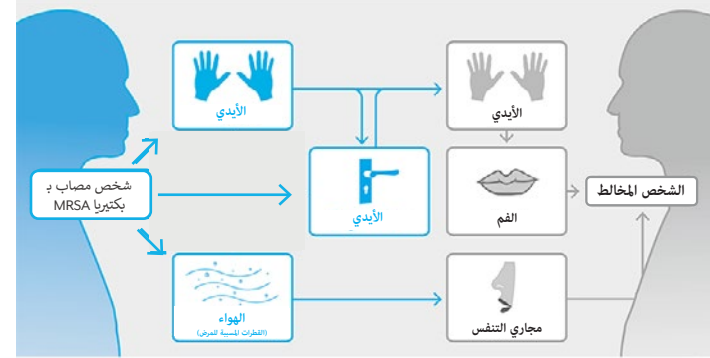 الأيدي
الأيدي
شخص مصاب بـ
بكتيريا MRSA
الأيدي
الفم
الشخص المخالط
الهواء
(القطرات المسببة للمرض)
مجاري التنفس